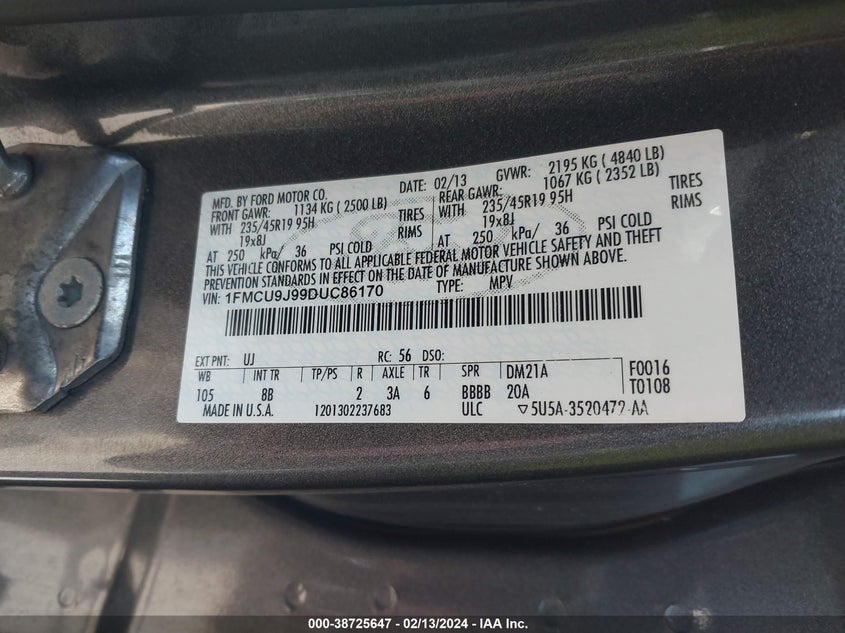 MFD. BY FORD MOTOR CO. DATE: 02/13 GVWR: 2195 KG ( 4840 LB)
FRONT GAWR: 1134 KG ( 2500 LB) REAR GAWR: 1067 KG ( 2352 LB)
WITH 235/45R19 95H TIRES WITH 235/45R19 95H TIRES
19x8J RIMS 19x8J RIMS
AT 250 kPa/ 36 PSI COLD AT 250 kPa/ 36 PSI COLD
THIS VEHICLE CONFORMS TO ALL APPLICABLE FEDERAL MOTOR VEHICLE SAFETY AND THEFT
PREVENTION STANDARDS IN EFFECT ON THE DATE OF MANUFACTURE SHOWN ABOVE.
VIN: 1FMCU9J99DUC86170 TYPE: MPV
EXT PNT: UJ RC: 56 DSO:
WB INT TR TP/PS R AXLE TR SPR DM21A F0016
105 8B 2 3A 6 BBBB 20A T0108
MADE IN U.S.A. 1201302237683 ULC ▽5U5A-3520472-AA
000-38725647 - 02/13/2024 - IAA Inc.